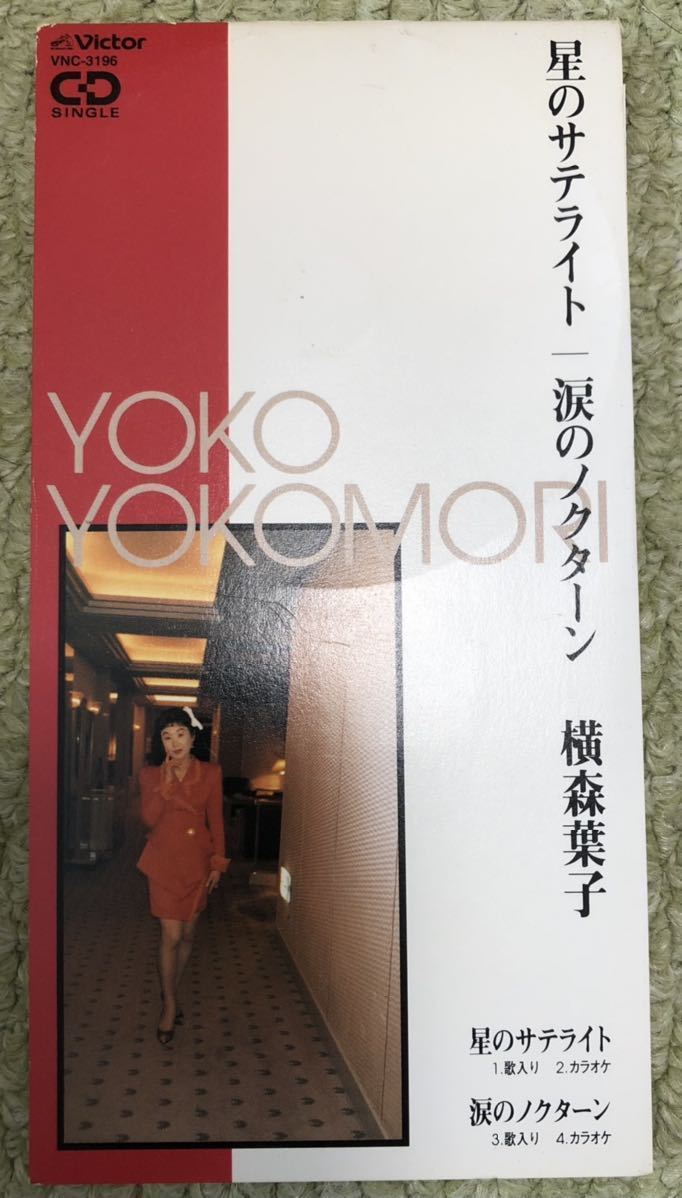 Victor
VNC-3196
CD
SINGLE
星のサテライト｜涙のノクターン 横森葉子
YOKO
YOKOMORI
星のサテライト
1.歌入り 2.カラオケ
涙のノクターン
3.歌入り 4.カラオケ